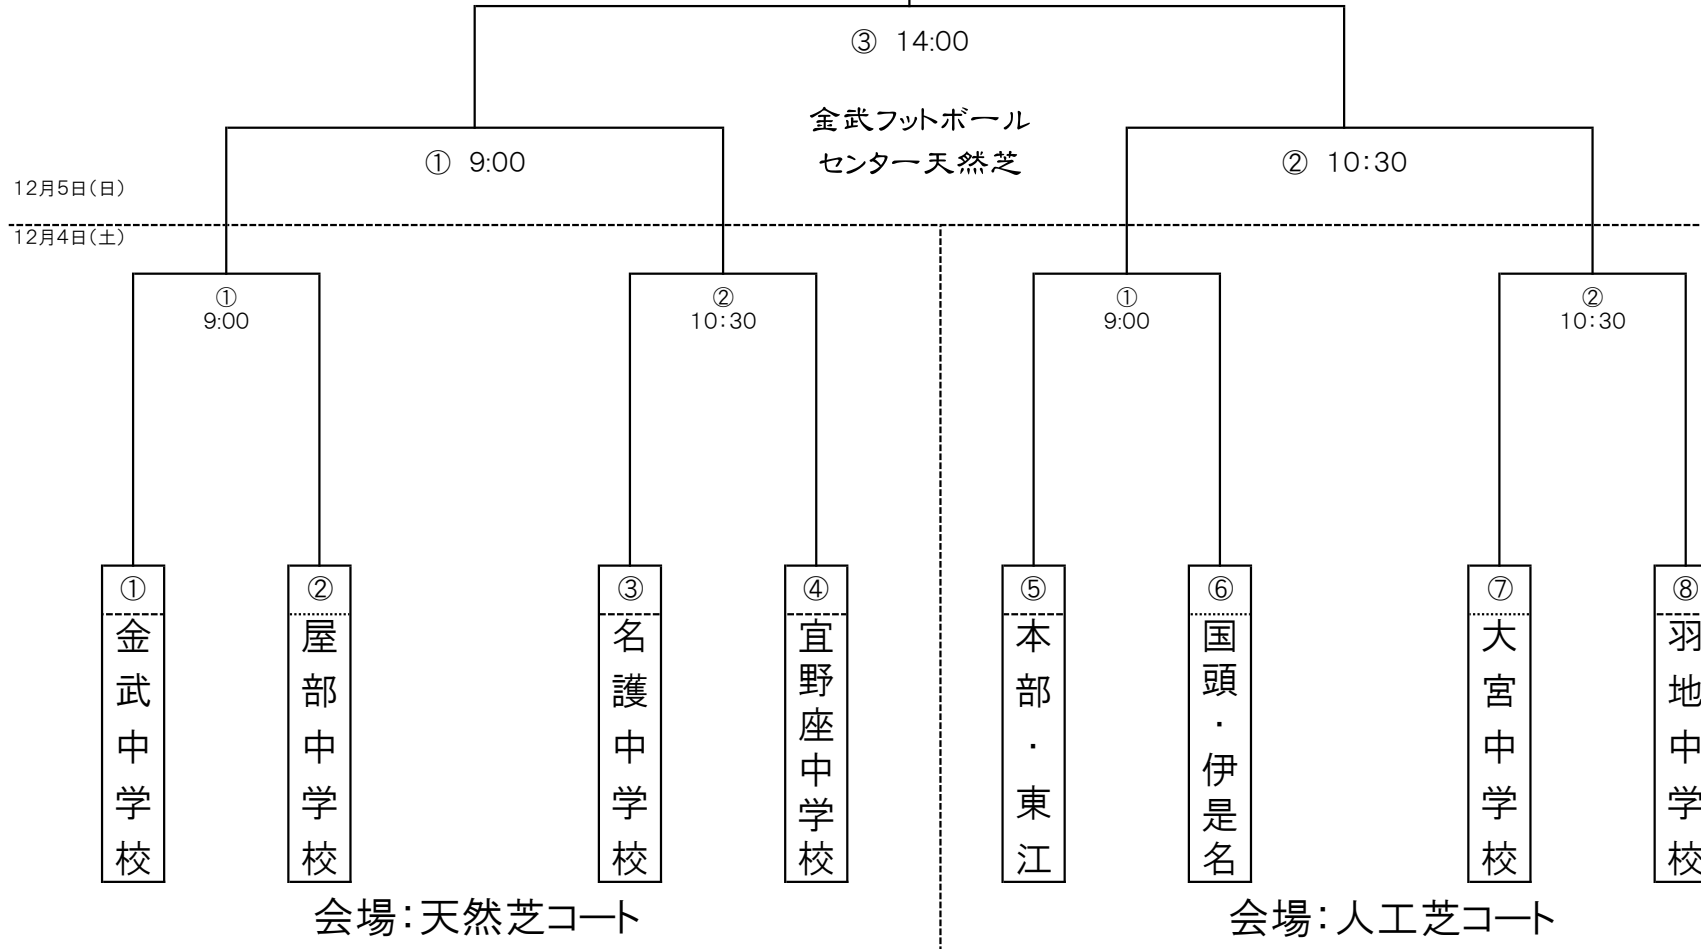 ③ 14:00
金武フットボール
センター天然芝
① 9:00
② 10:30
12月5日(日)
12月4日(土)
①
9:00
②
10:30
①
9:00
②
10:30
①
金武中学校
②
屋部中学校
③
名護中学校
④
宜野座中学校
⑤
本部・東江
⑥
国頭・伊是名
⑦
大宮中学校
⑧
羽地中学校
会場:天然芝コート
会場:人工芝コート